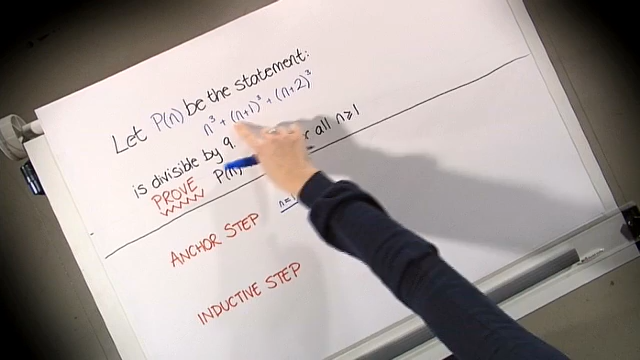 Let P(n) be the statement:
n³ + (n+1)³ + (n+2)³
is divisible by 9.
PROVE P(n) all n⩾1
ANCHOR STEP n=1
INDUCTIVE STEP